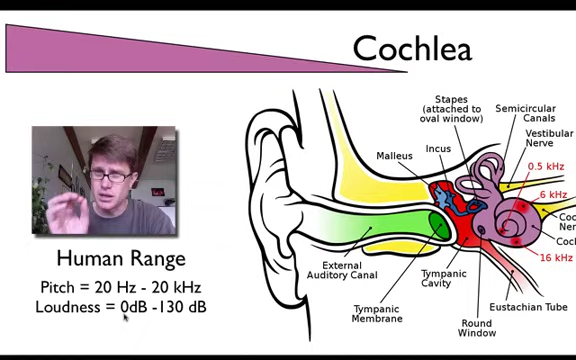 Cochlea
Stapes
(attached to
oval window)
Semicircular
Canals
Vestibular
Nerve
Incus
Malleus
0.5 kHz
6 kHz
16 kHz
External
Auditory Canal
Tympanic
Cavity
Tympanic
Membrane
Eustachian Tube
Round
Window
Human Range
Pitch = 20 Hz - 20 kHz
Loudness = 0dB -130 dB